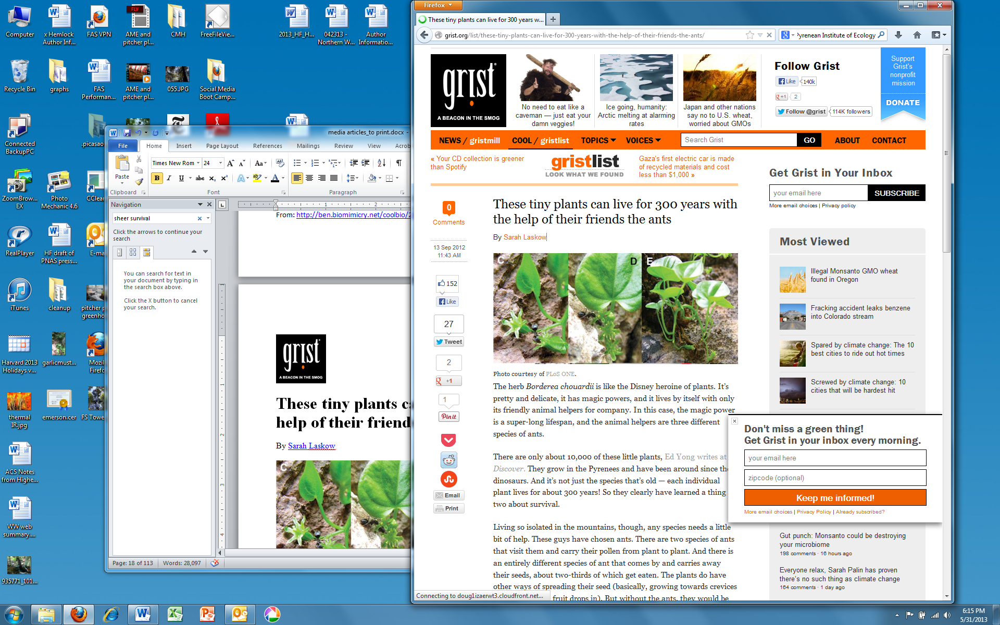 Computer
x Hemlock
Author Inf...
FAS VPN
AME and
pitcher pl...
CMH
FreeFileVie...
2013_HF_H...
042313 -
Northern W...
Author
Informatio...
Recycle Bin
graphs
FAS
Performan...
AME and
pitcher pl...
055.JPG
Social Media
Boot Camp...
Connected
BackupPC
.picasao
ZoomBrow...
EX
Photo
Mechanic 4.6
CClear
RealPlayer
HF draft of
PNAS press...
E-ma
iTunes
cleanup
pitcher p
greenho
Harvard 2013
Holidays v...
garlicmust...
Mozil
Firefo
thermal
IR.jpg
emerson.cer
FS Towe
ACS Notes
from Highe...
WW web
summary....
935771_101...
media articles_to print.docx -
File
Home
Insert
Page Layout
References
Mailings
Review
View
Acrob
Paste
Times New Rom
24
Clipboard
Font
Paragraph
Navigation
sheer survival
Click the arrows to continue your
search
You can search for text in
your document by typing in
the search box above.
Click the X button to cancel
your search.
From: http://ben.biomimicry.net/coolbio/2
grist
A BEACON IN THE SMOG
These tiny plants ca
help of their friend
By Sarah Laskow
C
Page: 18 of 113
Words: 28,097
Firefox
These tiny plants can live for 300 years w...
grist.org/list/these-tiny-plants-can-live-for-300-years-with-the-help-of-their-friends-the-ants/
Pyrenean Institute of Ecology
grist
A BEACON IN THE SMOG
No need to eat like a
caveman — just eat your
damn veggies!
Ice going, humanity:
Arctic melting at alarming
rates
Japan and other nations
say no to U.S. wheat,
worried about GMOs
Follow Grist
Like
140k
+1
2
Follow @grist
114K followers
Support
Grist's
nonprofit
mission
DONATE
NEWS / gristmill
COOL / gristlist
TOPICS
VOICES
Search Grist
GO
ABOUT
CONTACT
« Your CD collection is greener
than Spotify
gristlist
LOOK WHAT WE FOUND
Gaza's first electric car is made
of recycled materials and cost
less than $1,000 »
0
Comments
13 Sep 2012
11:43 AM
152
Like
27
Tweet
2
+1
1
Pin it
Email
Print
These tiny plants can live for 300 years with
the help of their friends the ants
By Sarah Laskow
C
D
E
Photo courtesy of PLoS ONE.
The herb Borderea chouardii is like the Disney heroine of plants. It's
pretty and delicate, it has magic powers, and it lives by itself with only
its friendly animal helpers for company. In this case, the magic power
is a super-long lifespan, and the animal helpers are three different
species of ants.
There are only about 10,000 of these little plants, Ed Yong writes at
Discover. They grow in the Pyrenees and have been around since the
dinosaurs. And it's not just the species that's old — each individual
plant lives for about 300 years! So they clearly have learned a thing
two about survival.
Living so isolated in the mountains, though, any species needs a little
bit of help. These guys have chosen ants. There are two species of ants
that visit them and carry their pollen from plant to plant. And there is
an entirely different species of ant that comes by and carries away
their seeds, about two-thirds of which get eaten. The plants do have
other ways of spreading their seed (basically, growing towards crevices
fruit drops in). But without the ants, they would be
Connecting to doug1izaerwt3.cloudfront.net...
Get Grist in Your Inbox
your email here
SUBSCRIBE
More email choices | Privacy policy
Most Viewed
Illegal Monsanto GMO wheat
found in Oregon
Fracking accident leaks benzene
into Colorado stream
Spared by climate change: The 10
best cities to ride out hot times
Screwed by climate change: 10
cities that will be hardest hit
Don't miss a green thing!
Get Grist in your inbox every morning.
your email here
zipcode (optional)
Keep me informed!
More email choices | Privacy Policy | Already subscribed?
Gut punch: Monsanto could be destroying
your microbiome
198 comments · 16 hours ago
Everyone relax, Sarah Palin has proven
there's no such thing as climate change
164 comments · 1 day ago
6:15 PM
5/31/2013